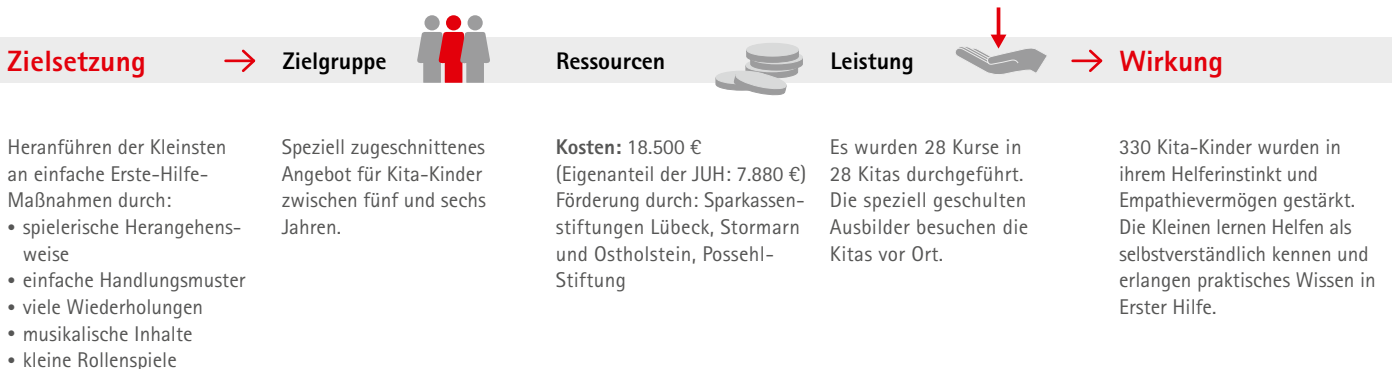 Zielsetzung
Zielgruppe
Ressourcen
Leistung
Wirkung
Heranführen der Kleinsten
an einfache Erste-Hilfe-
Maßnahmen durch:
• spielerische Herangehens-
weise
• einfache Handlungsmuster
• viele Wiederholungen
• musikalische Inhalte
• kleine Rollenspiele
Speziell zugeschnittenes
Angebot für Kita-Kinder
zwischen fünf und sechs
Jahren.
Kosten: 18.500 €
(Eigenanteil der JUH: 7.880 €)
Förderung durch: Sparkassen-
stiftungen Lübeck, Stormarn
und Ostholstein, Possehl-
Stiftung
Es wurden 28 Kurse in
28 Kitas durchgeführt.
Die speziell geschulten
Ausbilder besuchen die
Kitas vor Ort.
330 Kita-Kinder wurden in
ihrem Helferinstinkt und
Empathievermögen gestärkt.
Die Kleinen lernen Helfen als
selbstverständlich kennen und
erlangen praktisches Wissen in
Erster Hilfe.